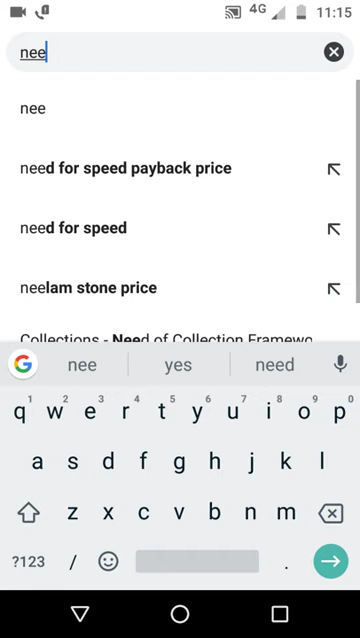 4G 11:15
nee
nee
need for speed payback price
need for speed
neelam stone price
Collections - Need of Collection Framewo
G nee yes need
1 2 3 4 5 6 7 8 9 0
q w e r t y u i o p
a s d f g h j k l
z x c v b n m
?123 / .